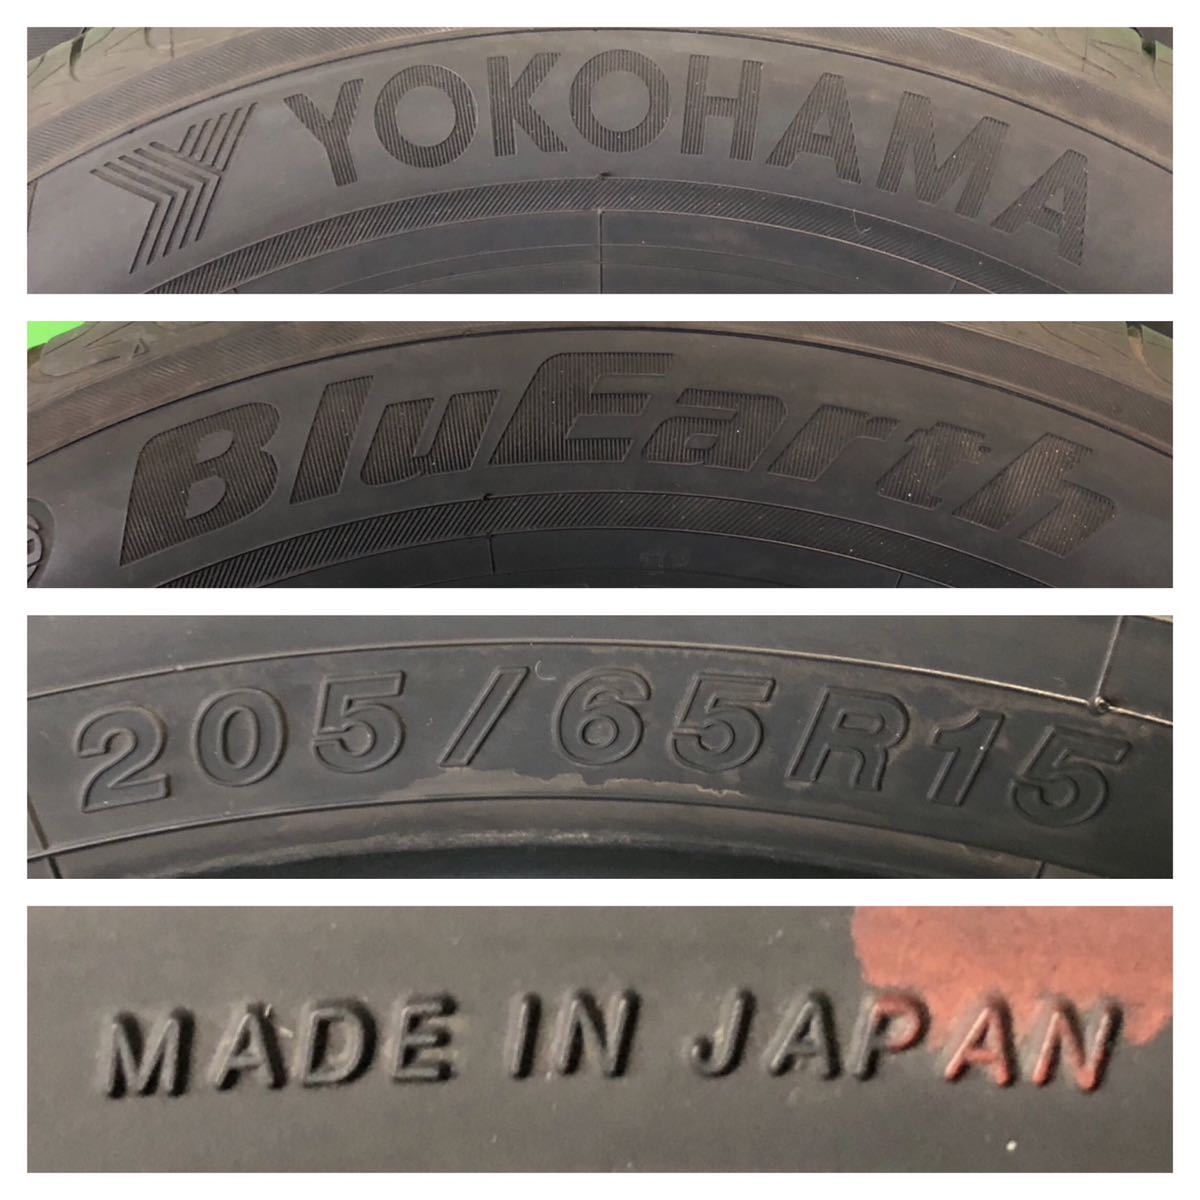 YOKOHAMA
BluEarth
205/65R15
MADE IN JAPAN